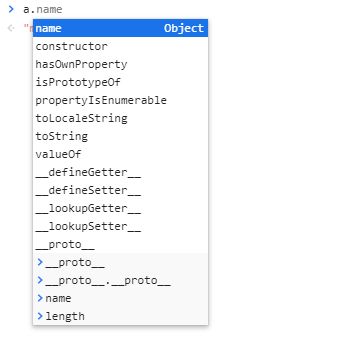 a.name
name Object
constructor
hasOwnProperty
isPrototypeOf
propertyIsEnumerable
toLocaleString
toString
valueOf
__defineGetter__
__defineSetter__
__lookupGetter__
__lookupSetter__
__proto__
__proto__
__proto__.__proto__
name
length